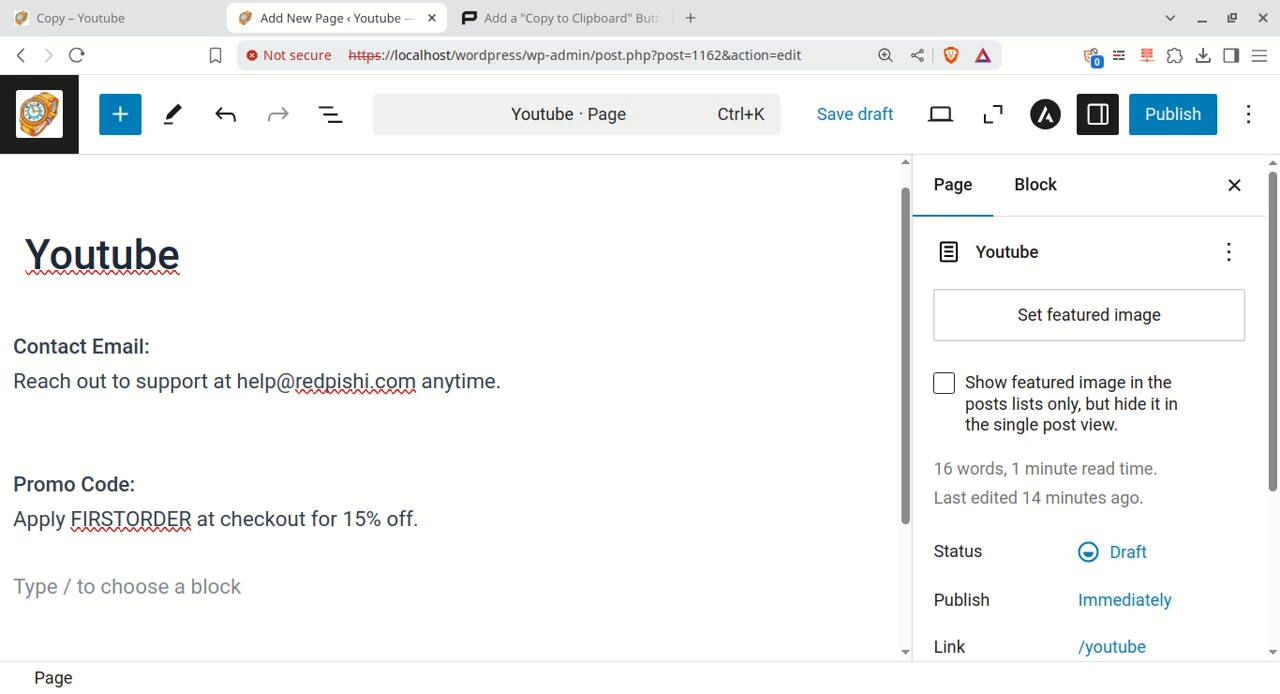 Copy – Youtube
Add New Page ‹ Youtube —
Add a "Copy to Clipboard" Butt
Not secure
https://localhost/wordpress/wp-admin/post.php?post=1162&action=edit
0
Youtube · Page
Ctrl+K
Save draft
Publish
Page
Block
Youtube
Youtube
Set featured image
Contact Email:
Reach out to support at help@redpishi.com anytime.
Show featured image in the
posts lists only, but hide it in
the single post view.
16 words, 1 minute read time.
Last edited 14 minutes ago.
Promo Code:
Apply FIRSTORDER at checkout for 15% off.
Status
Draft
Type / to choose a block
Publish
Immediately
Link
/youtube
Page